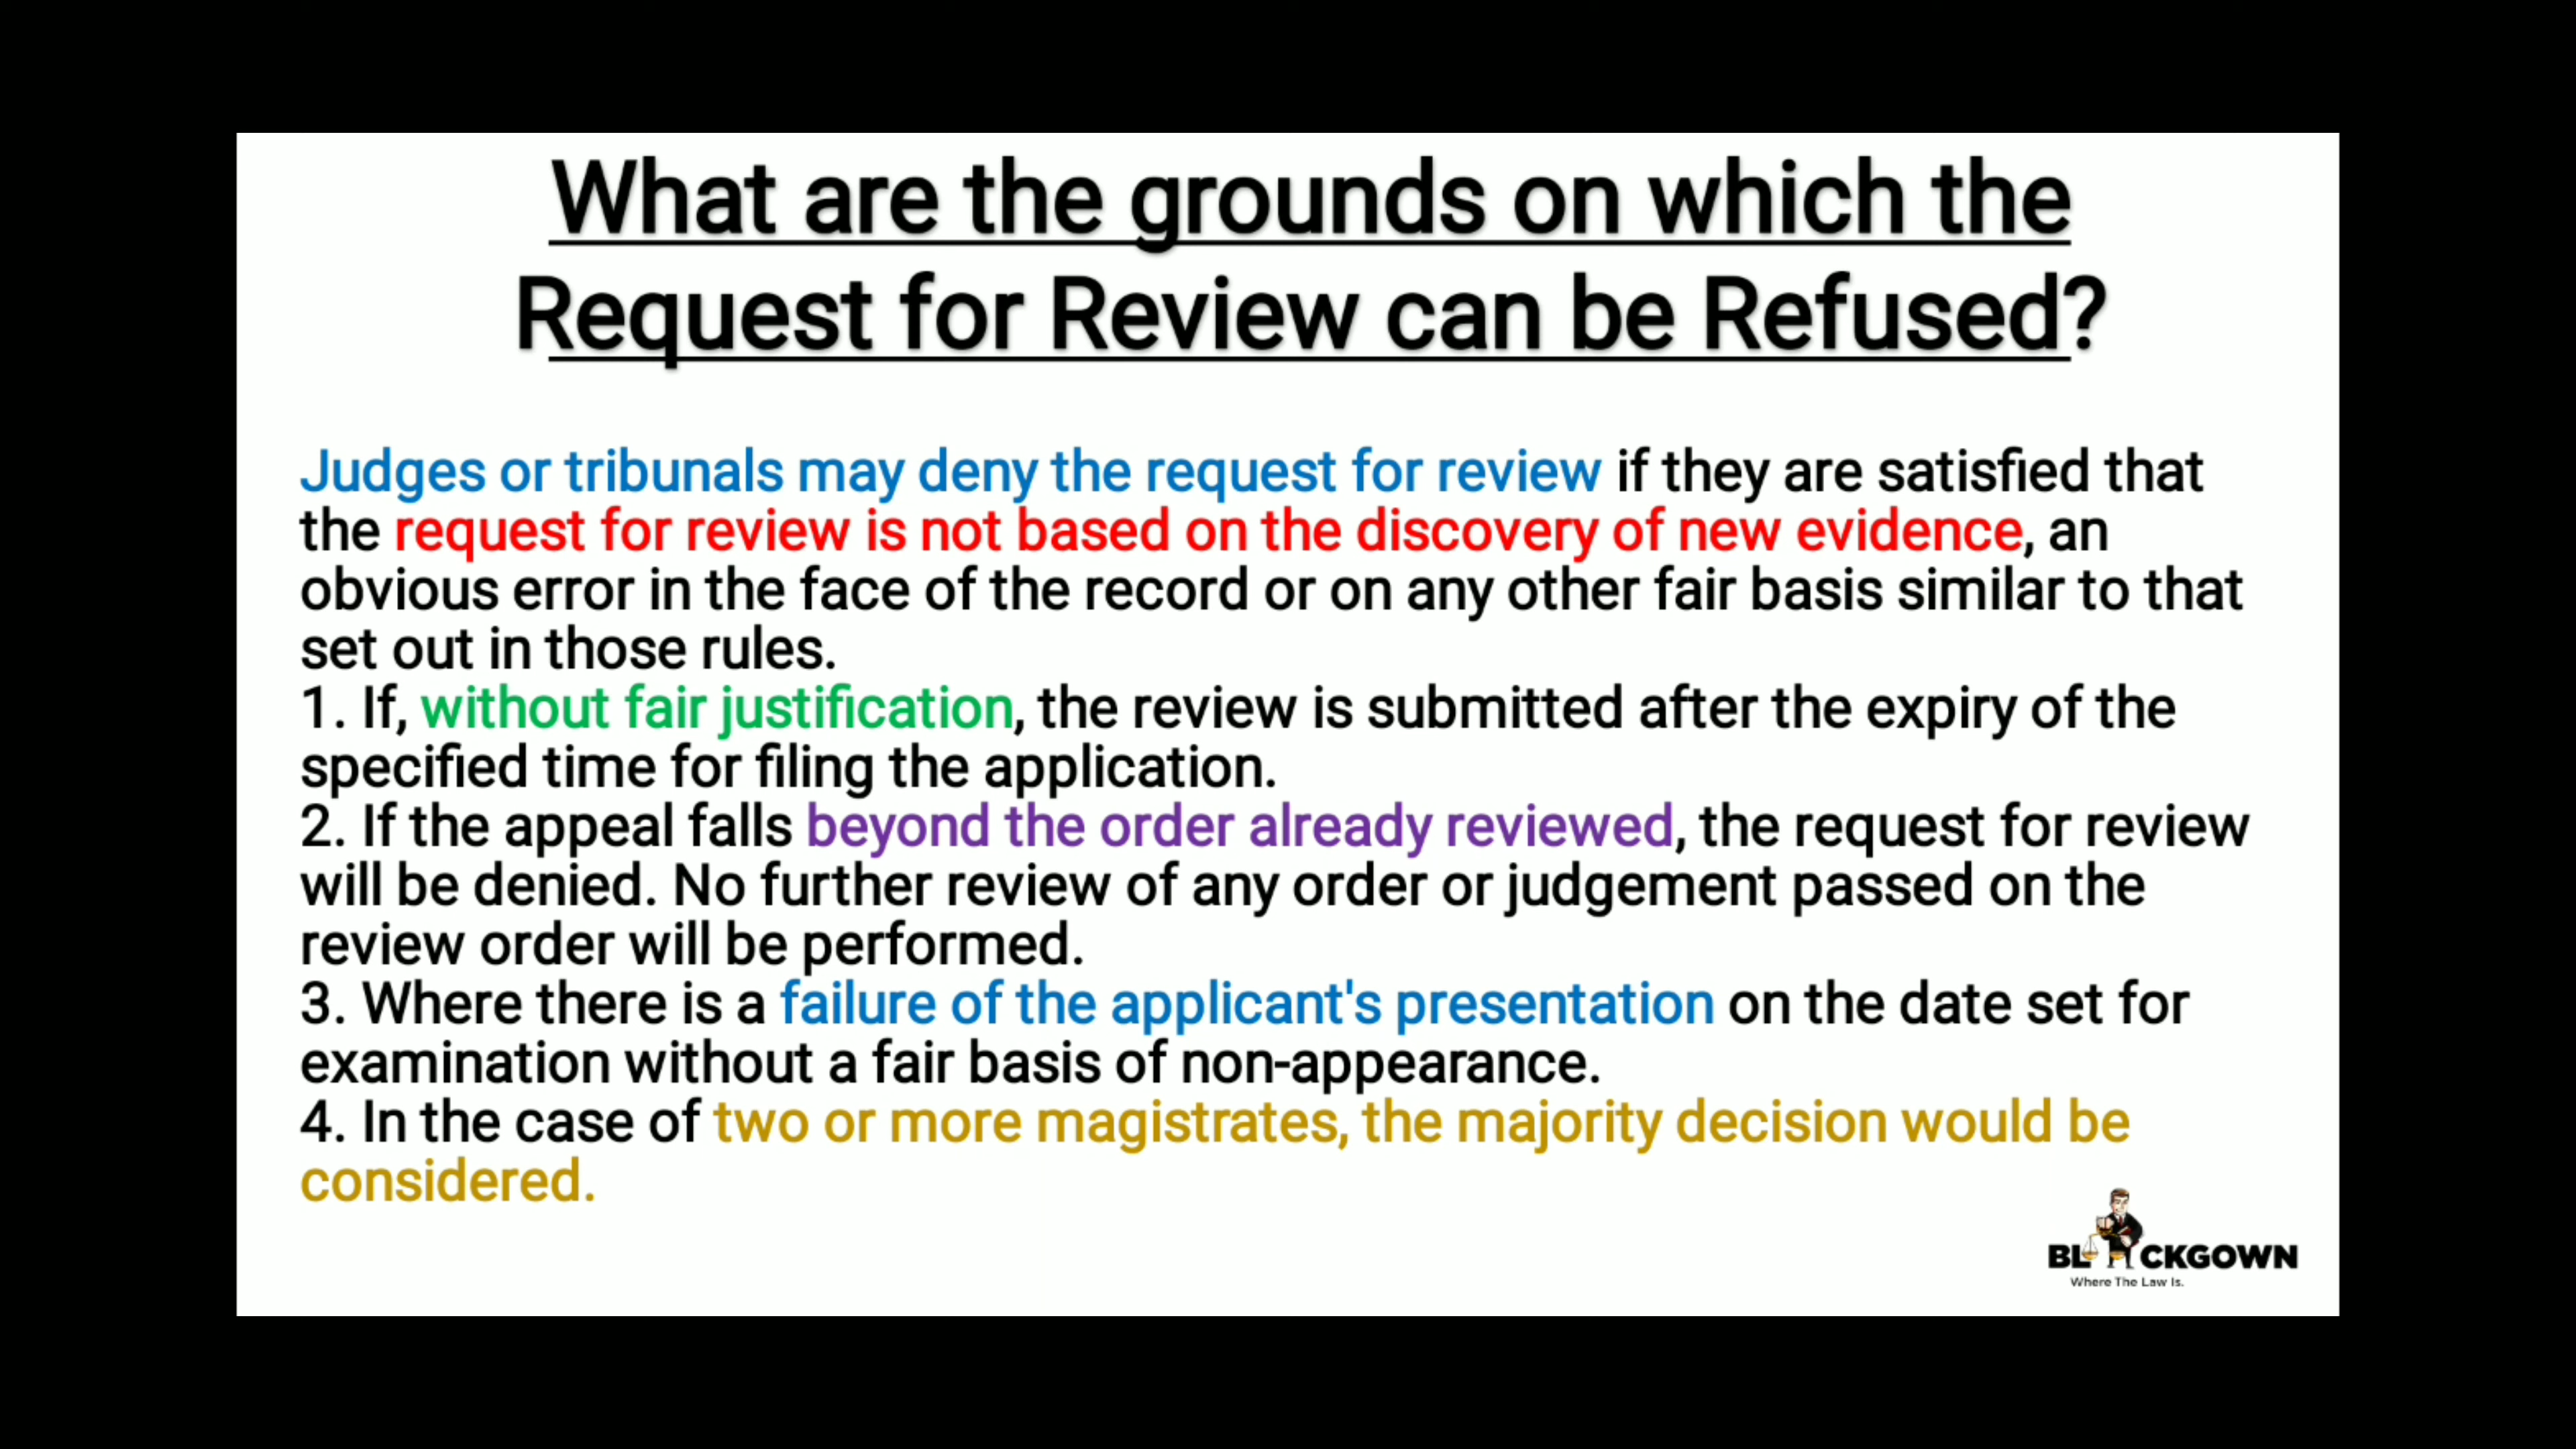 What are the grounds on which the
Request for Review can be Refused?
Judges or tribunals may deny the request for review if they are satisfied that
the request for review is not based on the discovery of new evidence, an
obvious error in the face of the record or on any other fair basis similar to that
set out in those rules.
1. If, without fair justification, the review is submitted after the expiry of the
specified time for filing the application.
2. If the appeal falls beyond the order already reviewed, the request for review
will be denied. No further review of any order or judgement passed on the
review order will be performed.
3. Where there is a failure of the applicant's presentation on the date set for
examination without a fair basis of non-appearance.
4. In the case of two or more magistrates, the majority decision would be
considered.
BLACKGOWN
Where The Law Is.